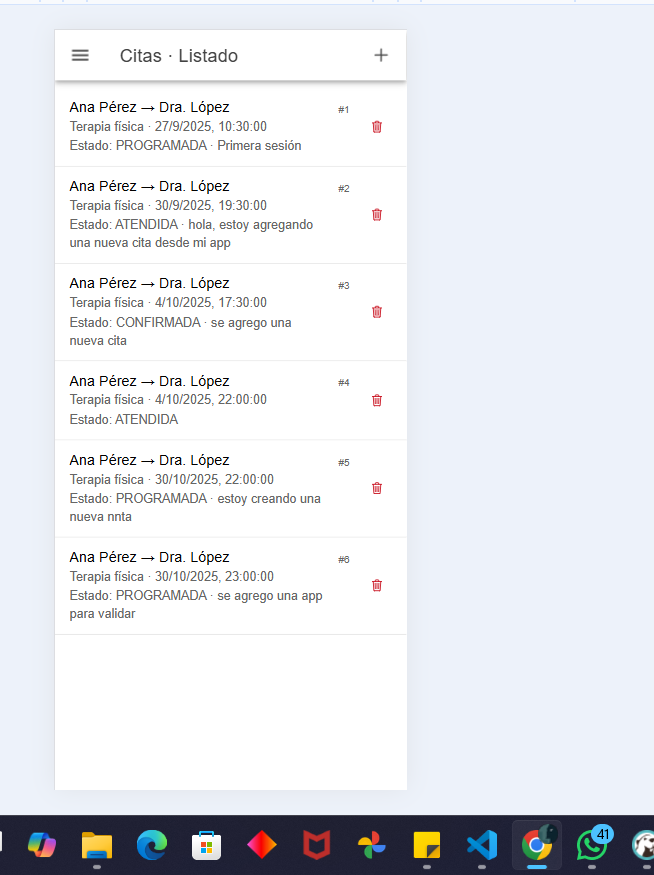 Citas · Listado
Ana Pérez → Dra. López
#1
Terapia física · 27/9/2025, 10:30:00
Estado: PROGRAMADA · Primera sesión
Ana Pérez → Dra. López
#2
Terapia física · 30/9/2025, 19:30:00
Estado: ATENDIDA · hola, estoy agregando
una nueva cita desde mi app
Ana Pérez → Dra. López
#3
Terapia física · 4/10/2025, 17:30:00
Estado: CONFIRMADA · se agrego una
nueva cita
Ana Pérez → Dra. López
#4
Terapia física · 4/10/2025, 22:00:00
Estado: ATENDIDA
Ana Pérez → Dra. López
#5
Terapia física · 30/10/2025, 22:00:00
Estado: PROGRAMADA · estoy creando una
nueva nnta
Ana Pérez → Dra. López
#6
Terapia física · 30/10/2025, 23:00:00
Estado: PROGRAMADA · se agrego una app
para validar
41